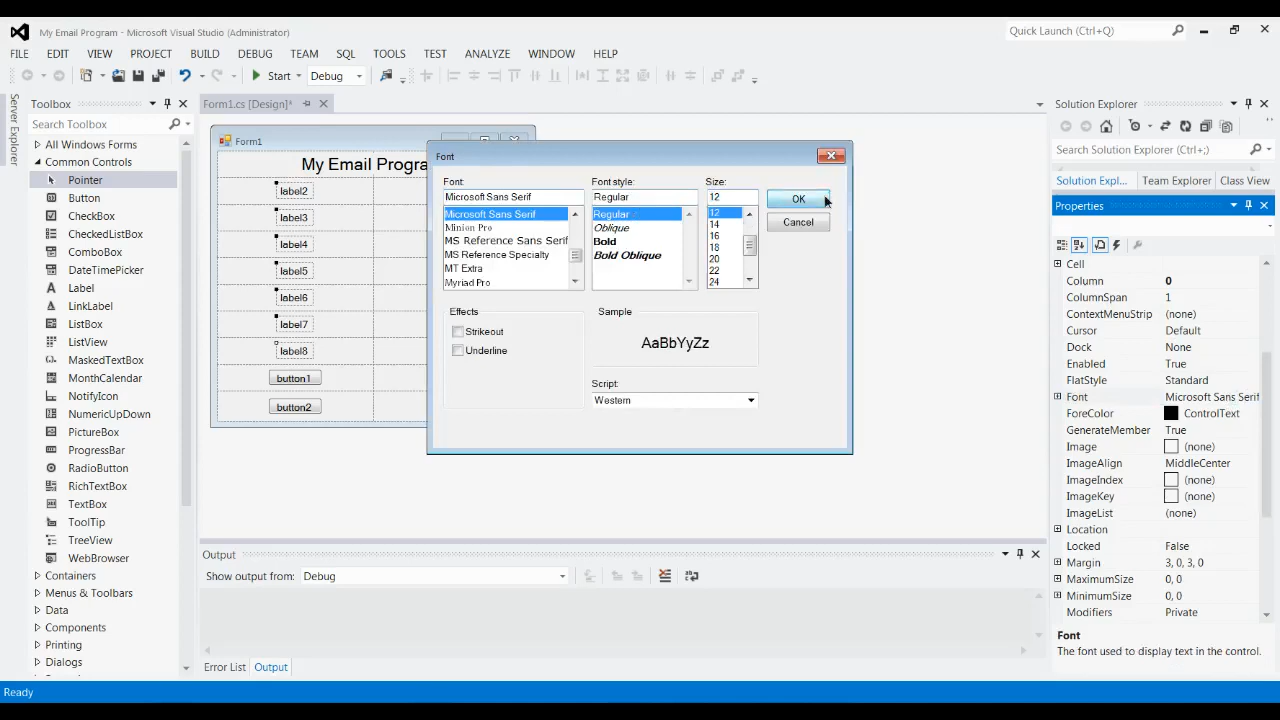 My Email Program - Microsoft Visual Studio (Administrator)
Quick Launch (Ctrl+Q)
FILE EDIT VIEW PROJECT BUILD DEBUG TEAM SQL TOOLS TEST ANALYZE WINDOW HELP
Start Debug
Server Explorer
Toolbox
Search Toolbox
All Windows Forms
Common Controls
Pointer
Button
CheckBox
CheckedListBox
ComboBox
DateTimePicker
Label
LinkLabel
ListBox
ListView
MaskedTextBox
MonthCalendar
NotifyIcon
NumericUpDown
PictureBox
ProgressBar
RadioButton
RichTextBox
TextBox
ToolTip
TreeView
WebBrowser
Containers
Menus & Toolbars
Data
Components
Printing
Dialogs
Form1.cs [Design]*
Form1
My Email Progra
label2
label3
label4
label5
label6
label7
label8
button1
button2
Font
Font: Font style: Size:
Microsoft Sans Serif Regular 12
OK
Cancel
Microsoft Sans Serif
Minion Pro
MS Reference Sans Serif
MS Reference Specialty
MT Extra
Myriad Pro
Regular
Oblique
Bold
Bold Oblique
12
14
16
18
20
22
24
Effects
Strikeout
Underline
Sample
AaBbYyZz
Script:
Western
Output
Show output from: Debug
Error List Output
Solution Explorer
Search Solution Explorer (Ctrl+;)
Solution Expl... Team Explorer Class View
Properties
Cell
Column 0
ColumnSpan 1
ContextMenuStrip (none)
Cursor Default
Dock None
Enabled True
FlatStyle Standard
Font Microsoft Sans Serif
ForeColor ControlText
GenerateMember True
Image (none)
ImageAlign MiddleCenter
ImageIndex (none)
ImageKey (none)
ImageList (none)
Location
Locked False
Margin 3, 0, 3, 0
MaximumSize 0, 0
MinimumSize 0, 0
Modifiers Private
Font
The font used to display text in the control.
Ready